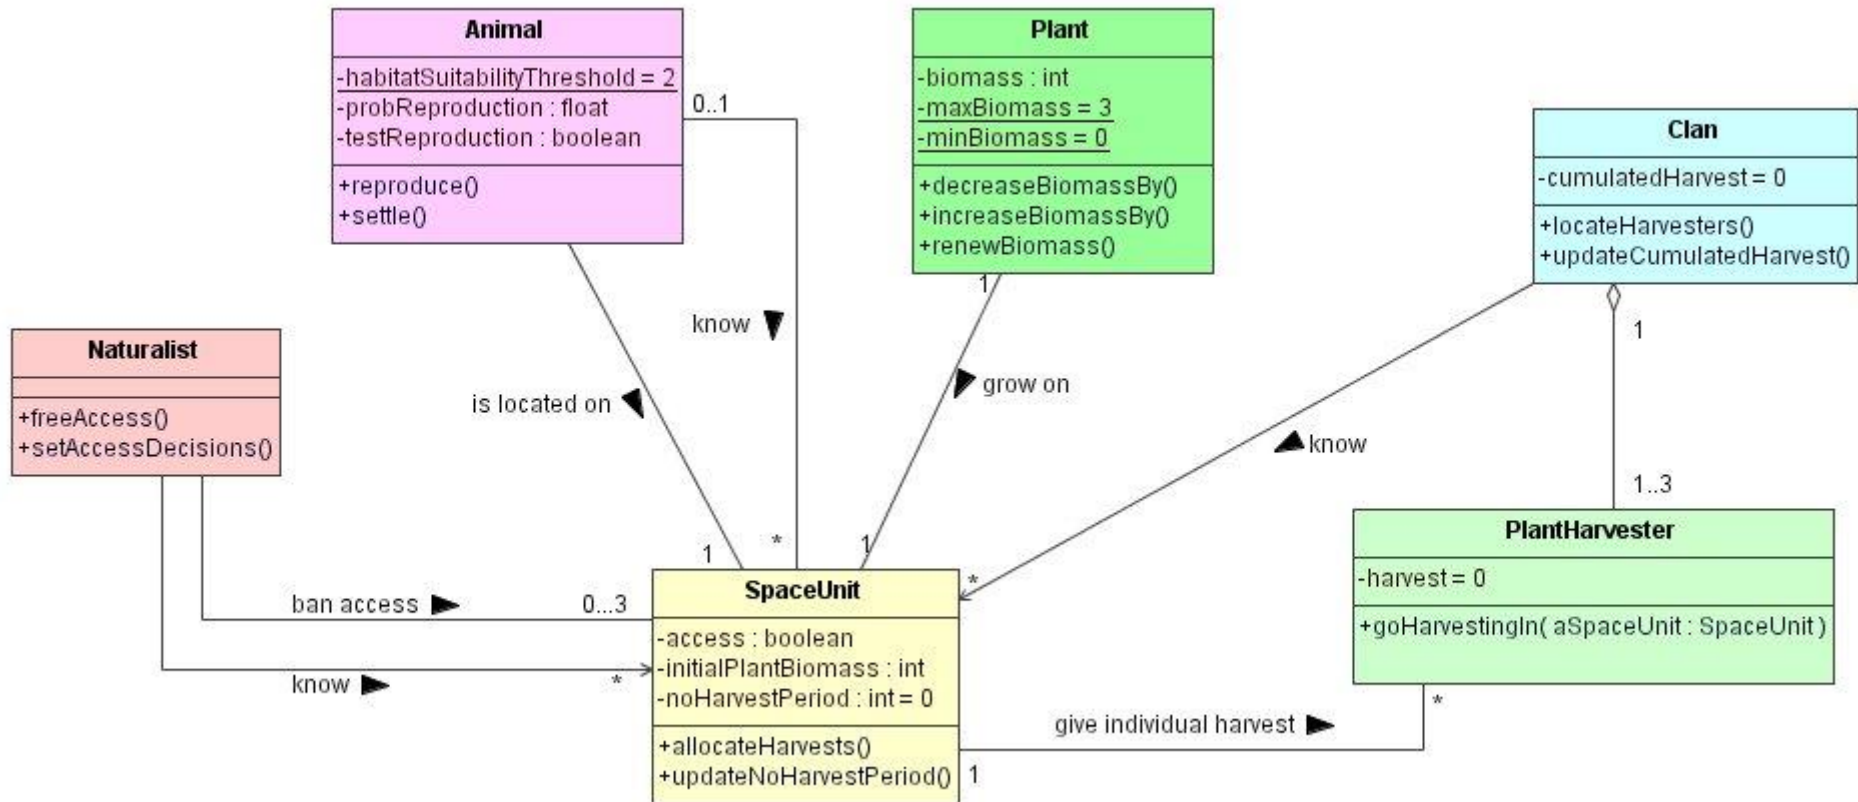 Animal
-habitatSuitabilityThreshold = 2
-probReproduction : float
-testReproduction : boolean
+reproduce()
+settle()
Plant
-biomass : int
-maxBiomass = 3
-minBiomass = 0
+decreaseBiomassBy()
+increaseBiomassBy()
+renewBiomass()
Clan
-cumulatedHarvest = 0
+locateHarvesters()
+updateCumulatedHarvest()
0..1
know
*
is located on
1
1
grow on
1
know
*
1
1..3
Naturalist
+freeAccess()
+setAccessDecisions()
ban access
0...3
know
*
SpaceUnit
-access : boolean
-initialPlantBiomass : int
-noHarvestPeriod : int = 0
+allocateHarvests()
+updateNoHarvestPeriod()
PlantHarvester
-harvest = 0
+goHarvestingIn( aSpaceUnit : SpaceUnit )
give individual harvest
*
1